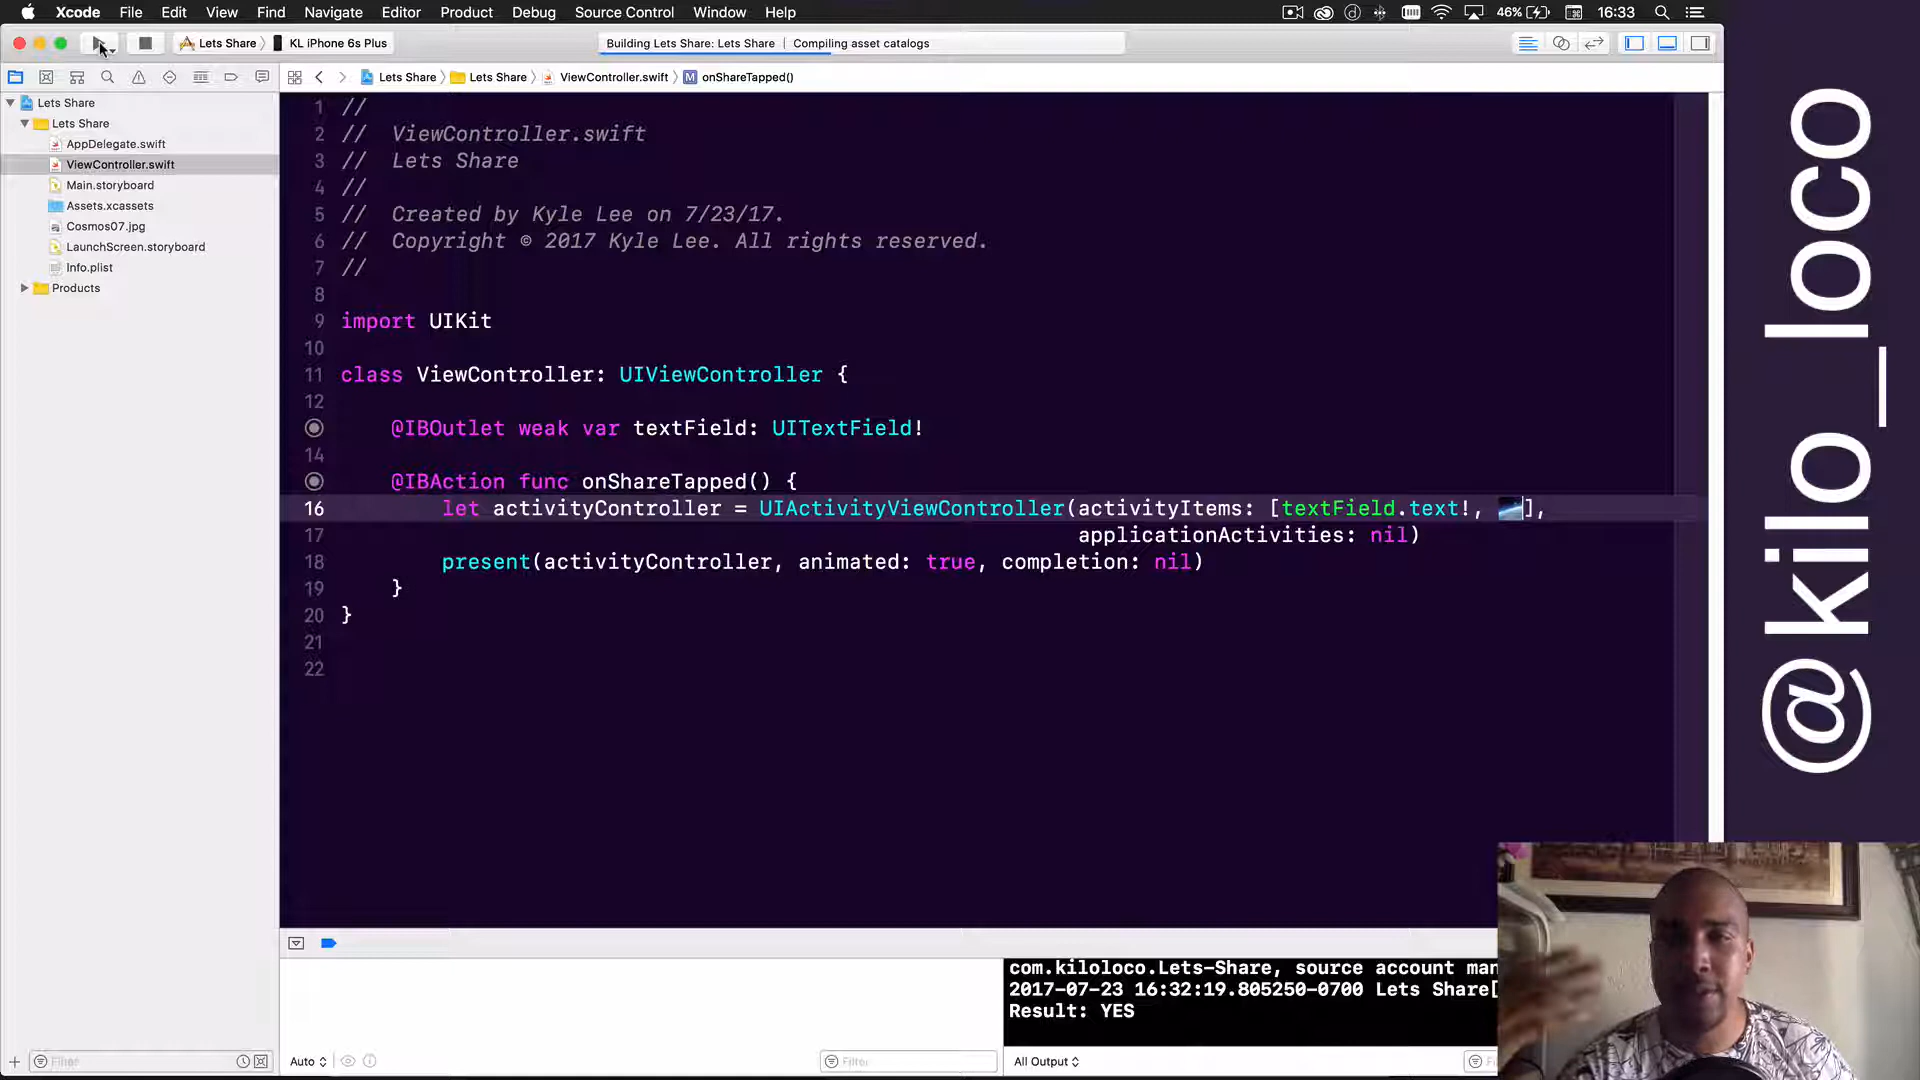 Xcode File Edit View Find Navigate Editor Product Debug Source Control Window Help 46% 16:33
Lets Share KL iPhone 6s Plus Building Lets Share: Lets Share Compiling asset catalogs
Lets Share Lets Share ViewController.swift M onShareTapped()
Lets Share
Lets Share
AppDelegate.swift
ViewController.swift
Main.storyboard
Assets.xcassets
Cosmos07.jpg
LaunchScreen.storyboard
Info.plist
Products
1 //
2 // ViewController.swift
3 // Lets Share
4 //
5 // Created by Kyle Lee on 7/23/17.
6 // Copyright © 2017 Kyle Lee. All rights reserved.
7 //
8
9 import UIKit
10
11 class ViewController: UIViewController {
12
@IBOutlet weak var textField: UITextField!
14
@IBAction func onShareTapped() {
16 let activityController = UIActivityViewController(activityItems: [textField.text!, ],
17 applicationActivities: nil)
18 present(activityController, animated: true, completion: nil)
19 }
20 }
21
22
com.kiloloco.Lets-Share, source account man
2017-07-23 16:32:19.805250-0700 Lets Share[
Result: YES
Filter
Auto
Filter
All Output
@kilo_loco